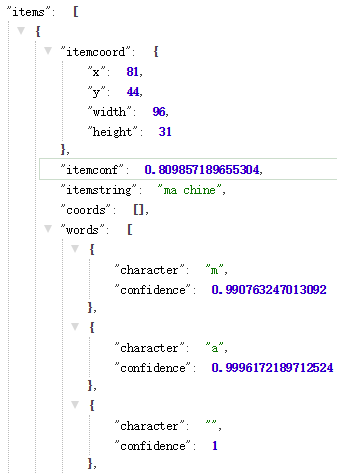 "items": [
{
"itemcoord": {
"x": 81,
"y": 44,
"width": 96,
"height": 31
},
"itemconf": 0.809857189655304,
"itemstring": "ma chine",
"coords": [],
"words": [
{
"character": "m",
"confidence": 0.990763247013092
},
{
"character": "a",
"confidence": 0.9996172189712524
},
{
"character": "",
"confidence": 1
},